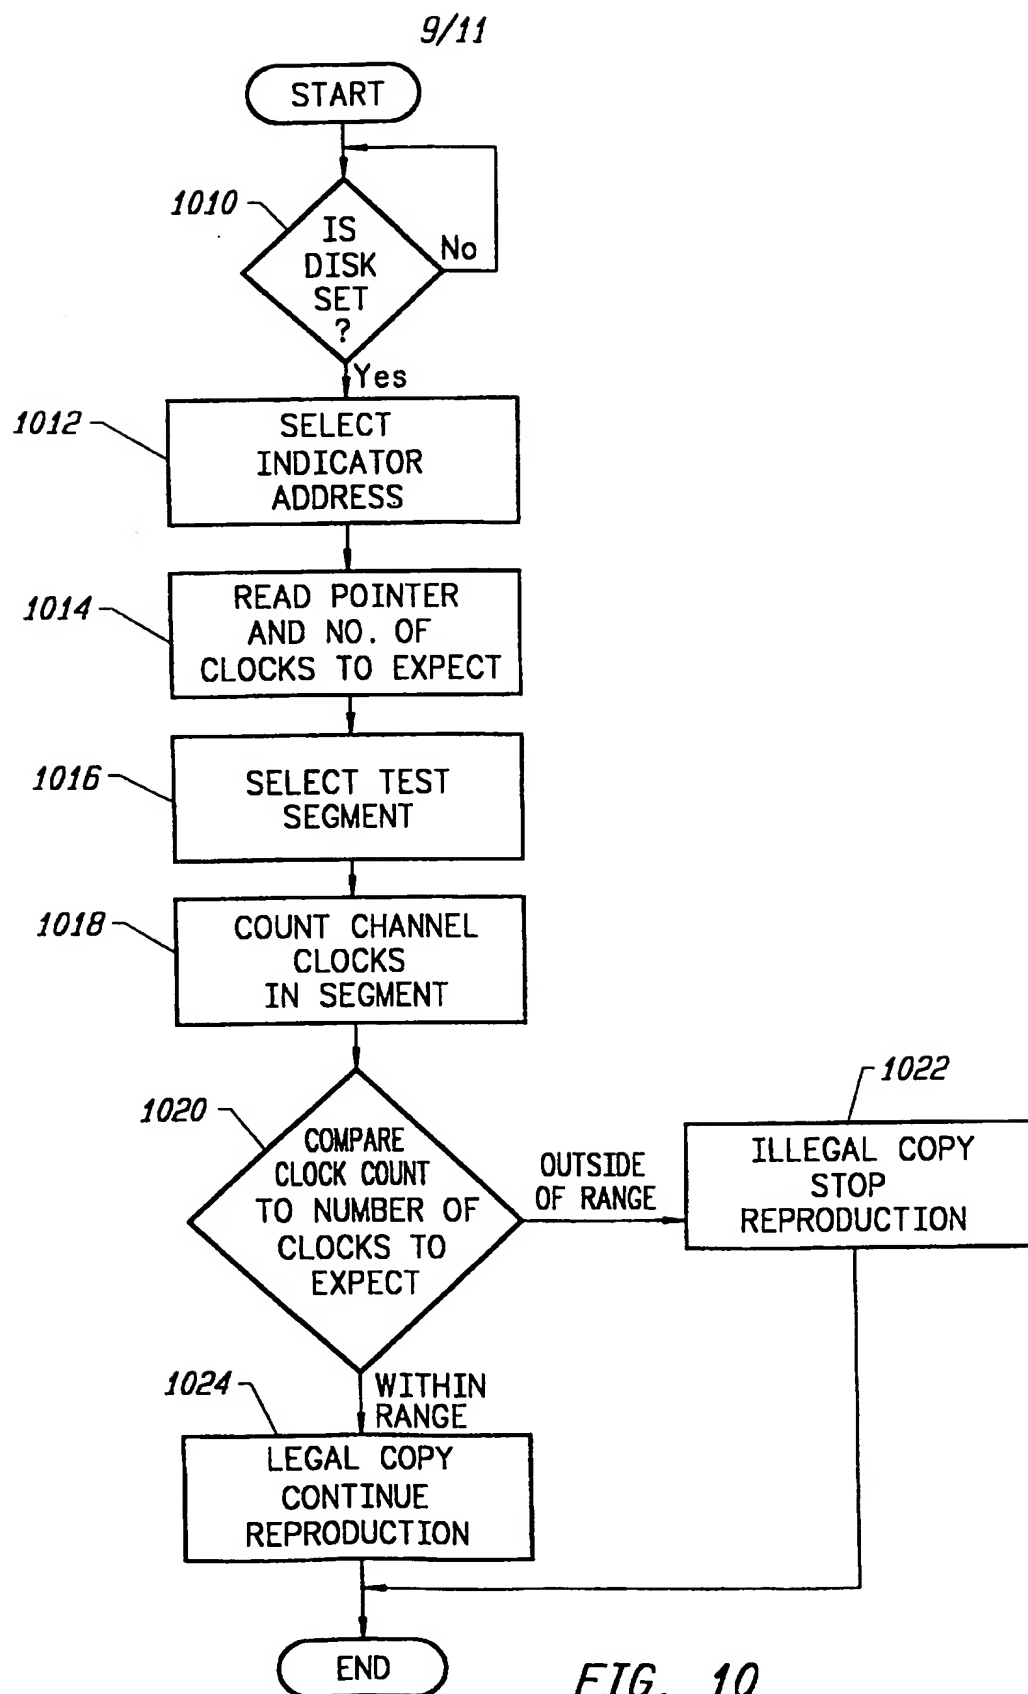 9/11
START
1010
IS
DISK
SET
?
No
Yes
1012
SELECT
INDICATOR
ADDRESS
1014
READ POINTER
AND NO. OF
CLOCKS TO EXPECT
1016
SELECT TEST
SEGMENT
1018
COUNT CHANNEL
CLOCKS
IN SEGMENT
1020
COMPARE
CLOCK COUNT
TO NUMBER OF
CLOCKS TO
EXPECT
OUTSIDE
OF RANGE
1022
ILLEGAL COPY
STOP
REPRODUCTION
WITHIN
RANGE
1024
LEGAL COPY
CONTINUE
REPRODUCTION
END
FIG. 10